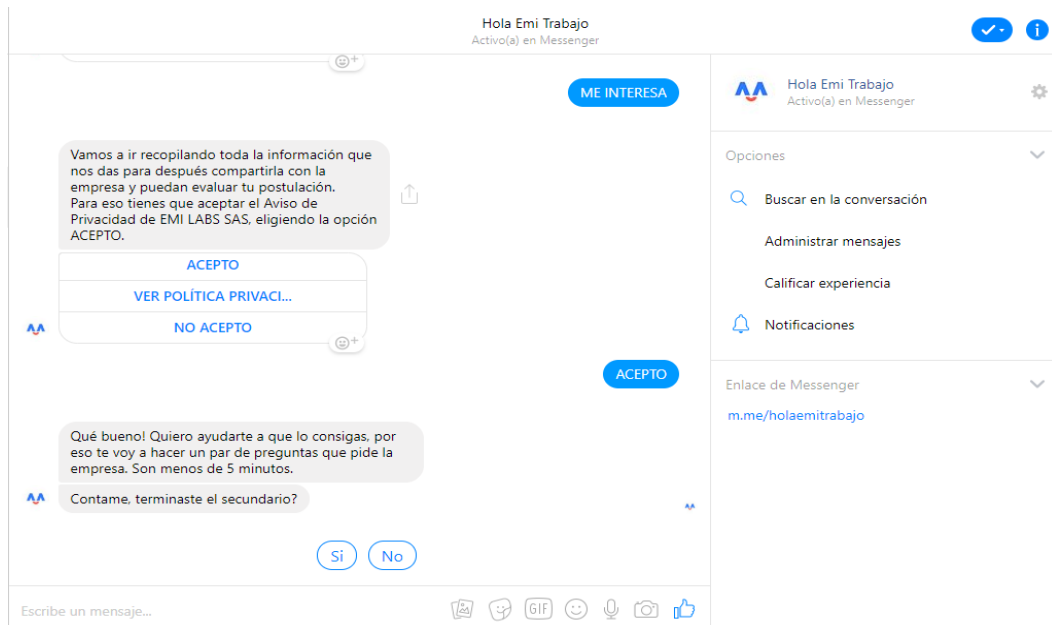 Hola Emi Trabajo
Activo(a) en Messenger
ME INTERESA
Vamos a ir recopilando toda la información que
nos das para después compartirla con la
empresa y puedan evaluar tu postulación.
Para eso tienes que aceptar el Aviso de
Privacidad de EMI LABS SAS, eligiendo la opción
ACEPTO.
ACEPTO
VER POLÍTICA PRIVACI...
NO ACEPTO
ACEPTO
Qué bueno! Quiero ayudarte a que lo consigas, por
eso te voy a hacer un par de preguntas que pide la
empresa. Son menos de 5 minutos.
Contame, terminaste el secundario?
Si No
Escribe un mensaje...
GIF
Hola Emi Trabajo
Activo(a) en Messenger
Opciones
Buscar en la conversación
Administrar mensajes
Calificar experiencia
Notificaciones
Enlace de Messenger
m.me/holaemitrabajo